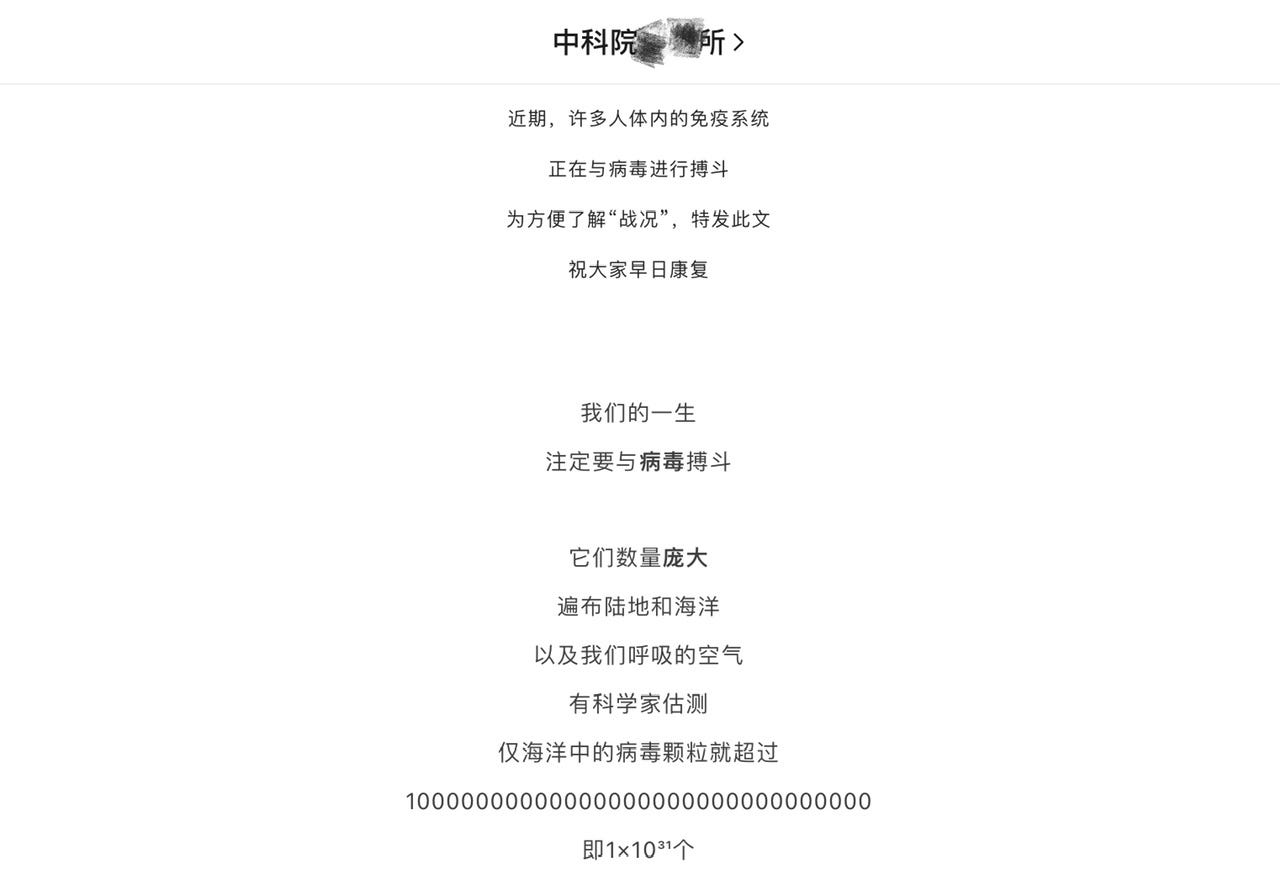 中科院所 >
近期，许多人体内的免疫系统
正在与病毒进行搏斗
为方便了解“战况”，特发此文
祝大家早日康复
我们的一生
注定要与病毒搏斗
它们数量庞大
遍布陆地和海洋
以及我们呼吸的空气
有科学家估测
仅海洋中的病毒颗粒就超过
10000000000000000000000000000000
即1×10³¹个